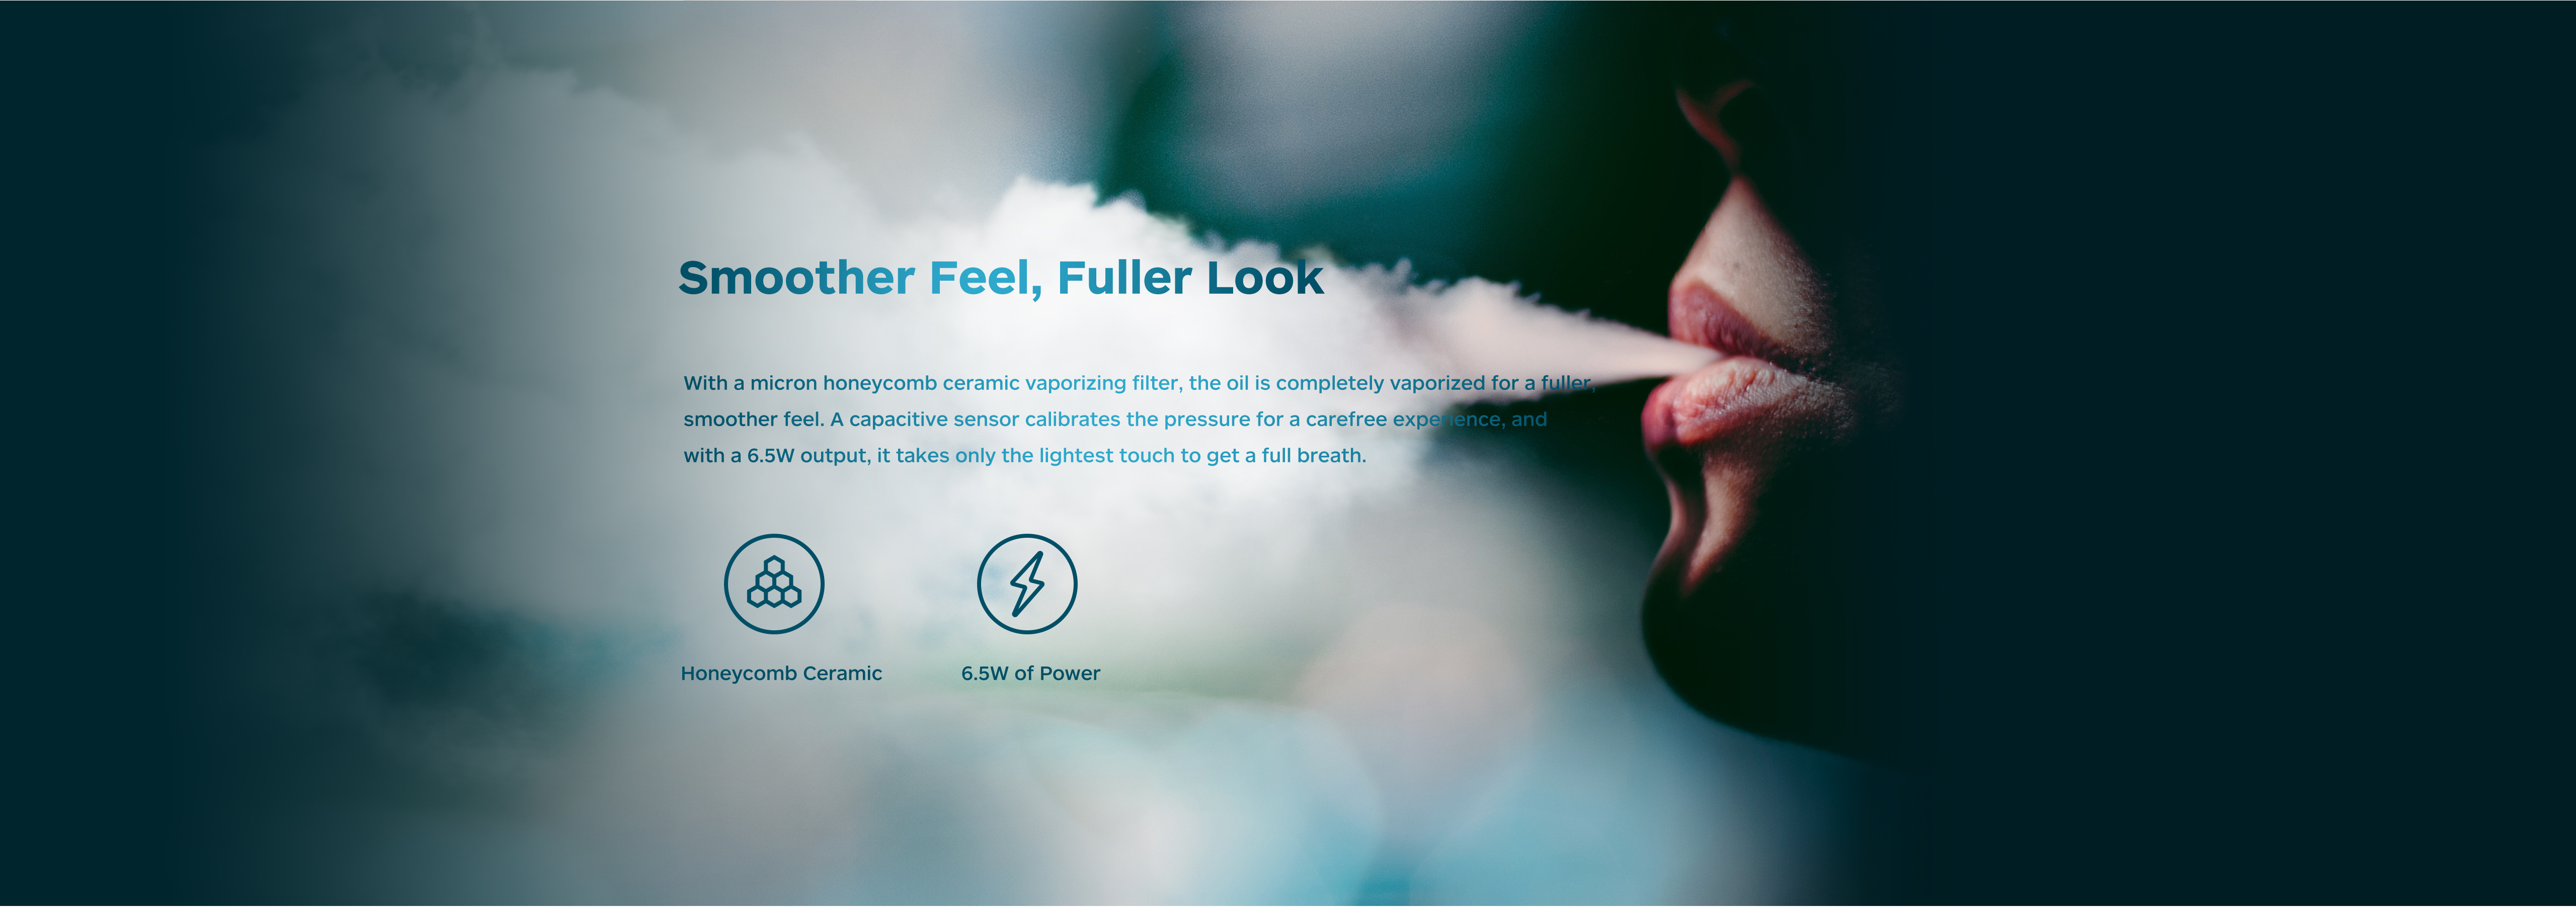 Smoother Feel, Fuller Look
With a micron honeycomb ceramic vaporizing filter, the oil is completely vaporized for a fuller,
smoother feel. A capacitive sensor calibrates the pressure for a carefree experience, and
with a 6.5W output, it takes only the lightest touch to get a full breath.
Honeycomb Ceramic
6.5W of Power